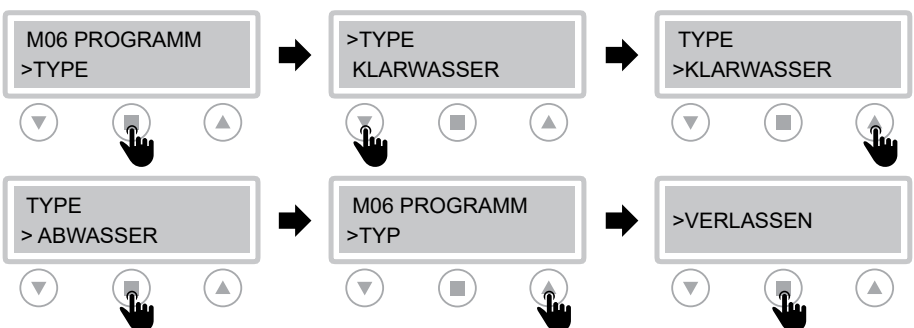 M06 PROGRAMM
>TYPE
>TYPE
KLARWASSER
TYPE
>KLARWASSER
TYPE
> ABWASSER
M06 PROGRAMM
>TYP
>VERLASSEN